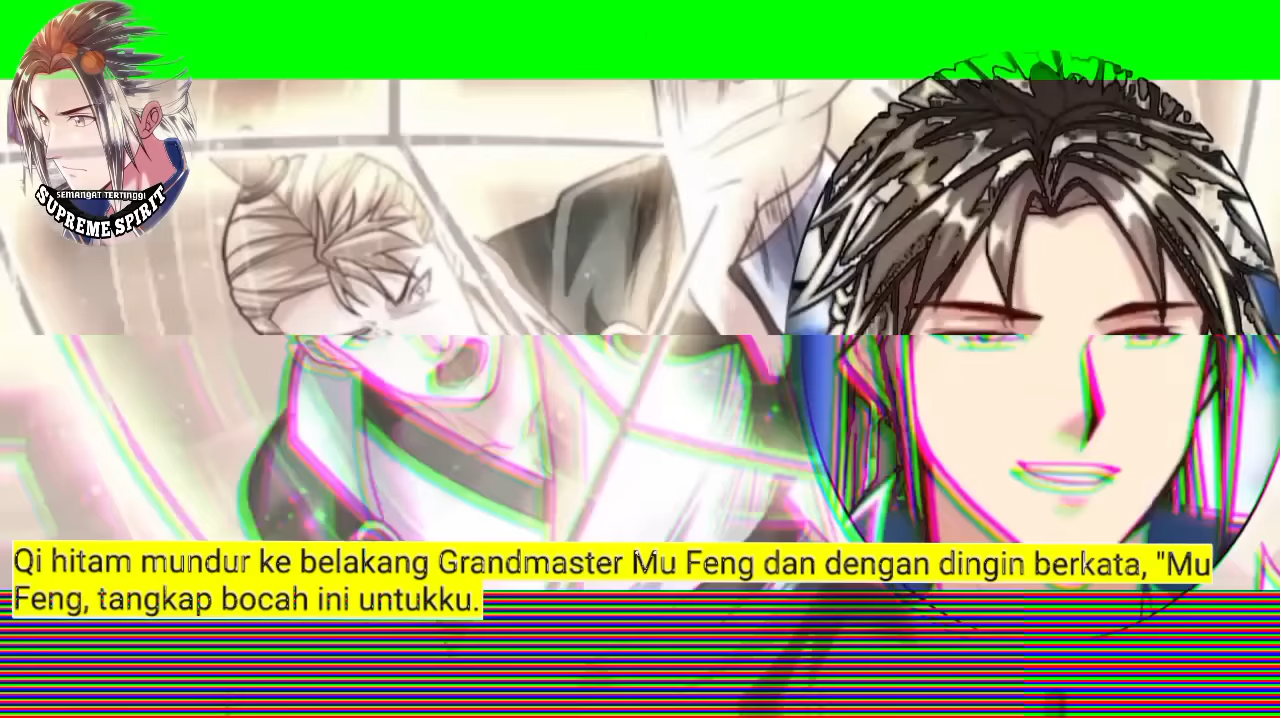 SEMANGAT TERTINGGI
SUPREME SPIRIT
Qi hitam mundur ke belakang Grandmaster Mu Feng dan dengan dingin berkata, "Mu
Feng, tangkap bocah ini untukku.